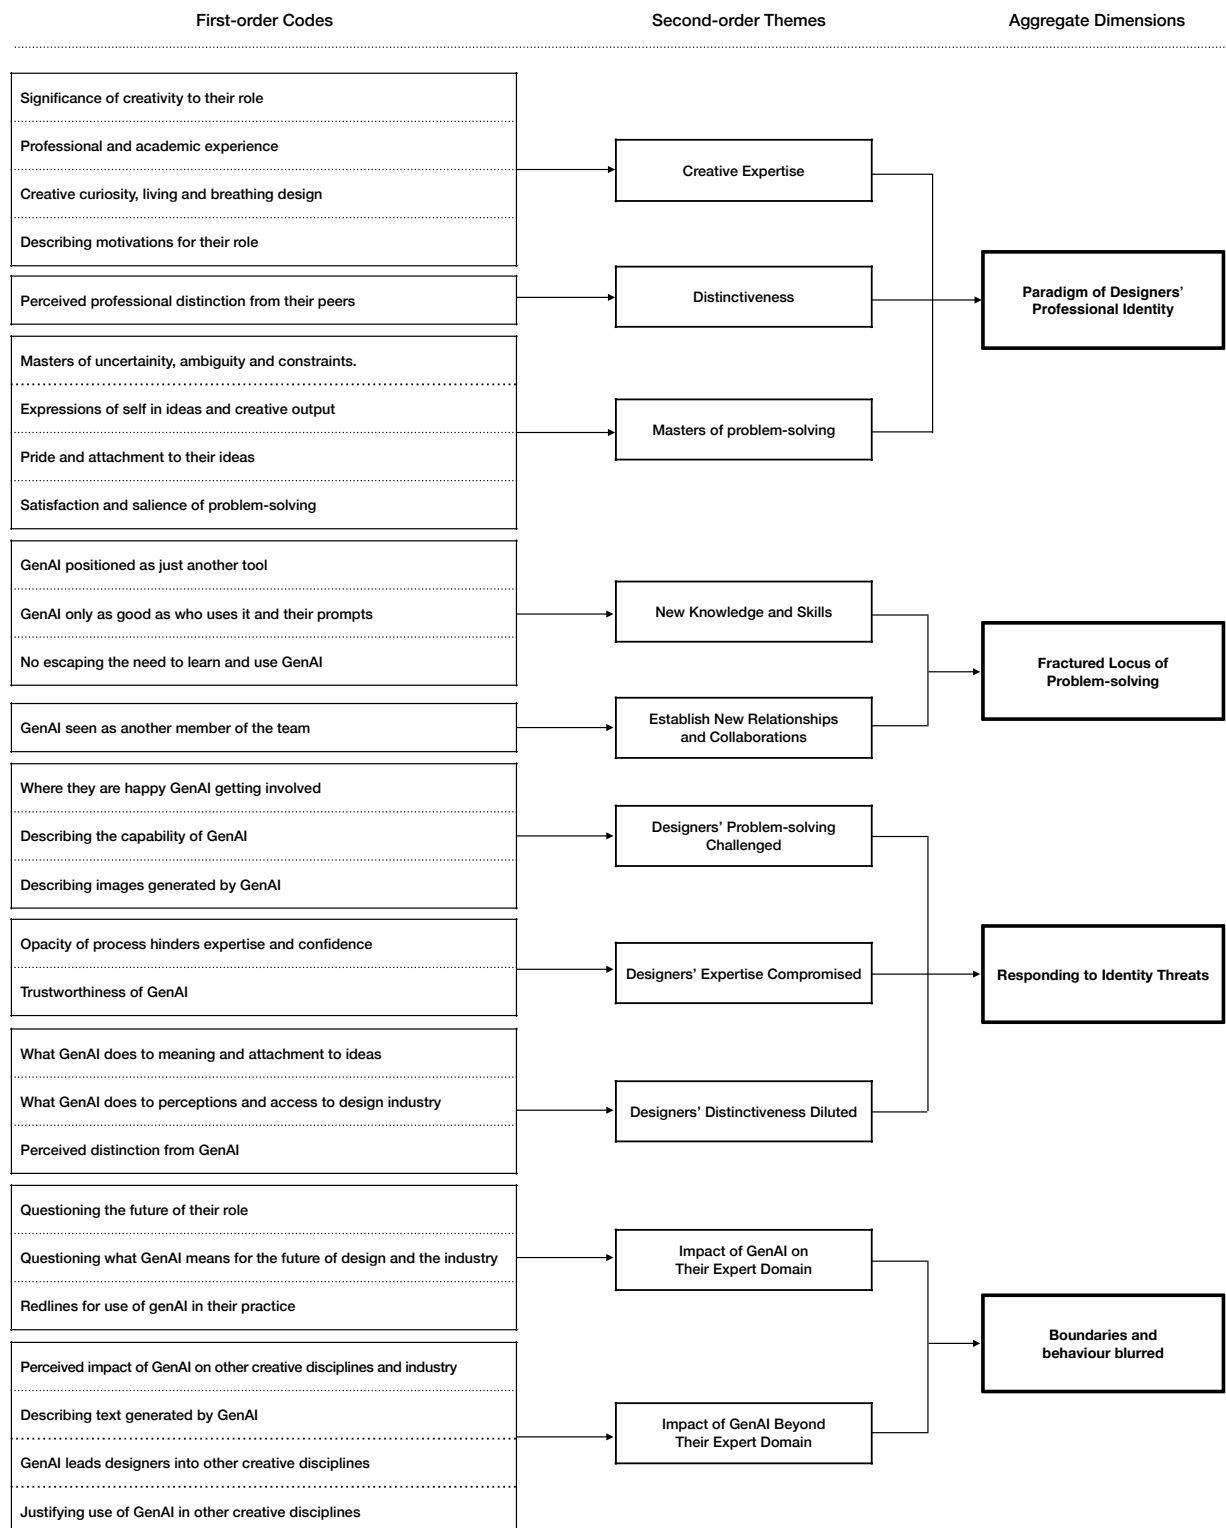 First-order Codes
Second-order Themes
Aggregate Dimensions
Significance of creativity to their role
Professional and academic experience
Creative curiosity, living and breathing design
Describing motivations for their role
Creative Expertise
Perceived professional distinction from their peers
Distinctiveness
Masters of uncertainity, ambiguity and constraints.
Expressions of self in ideas and creative output
Pride and attachment to their ideas
Satisfaction and salience of problem-solving
Masters of problem-solving
Paradigm of Designers’
Professional Identity
GenAI positioned as just another tool
GenAI only as good as who uses it and their prompts
No escaping the need to learn and use GenAI
New Knowledge and Skills
GenAI seen as another member of the team
Establish New Relationships
and Collaborations
Fractured Locus of
Problem-solving
Where they are happy GenAI getting involved
Describing the capability of GenAI
Describing images generated by GenAI
Designers’ Problem-solving
Challenged
Opacity of process hinders expertise and confidence
Trustworthiness of GenAI
Designers’ Expertise Compromised
What GenAI does to meaning and attachment to ideas
What GenAI does to perceptions and access to design industry
Perceived distinction from GenAI
Designers’ Distinctiveness Diluted
Responding to Identity Threats
Questioning the future of their role
Questioning what GenAI means for the future of design and the industry
Redlines for use of genAI in their practice
Impact of GenAI on
Their Expert Domain
Perceived impact of GenAI on other creative disciplines and industry
Describing text generated by GenAI
GenAI leads designers into other creative disciplines
Justifying use of GenAI in other creative disciplines
Impact of GenAI Beyond
Their Expert Domain
Boundaries and
behaviour blurred